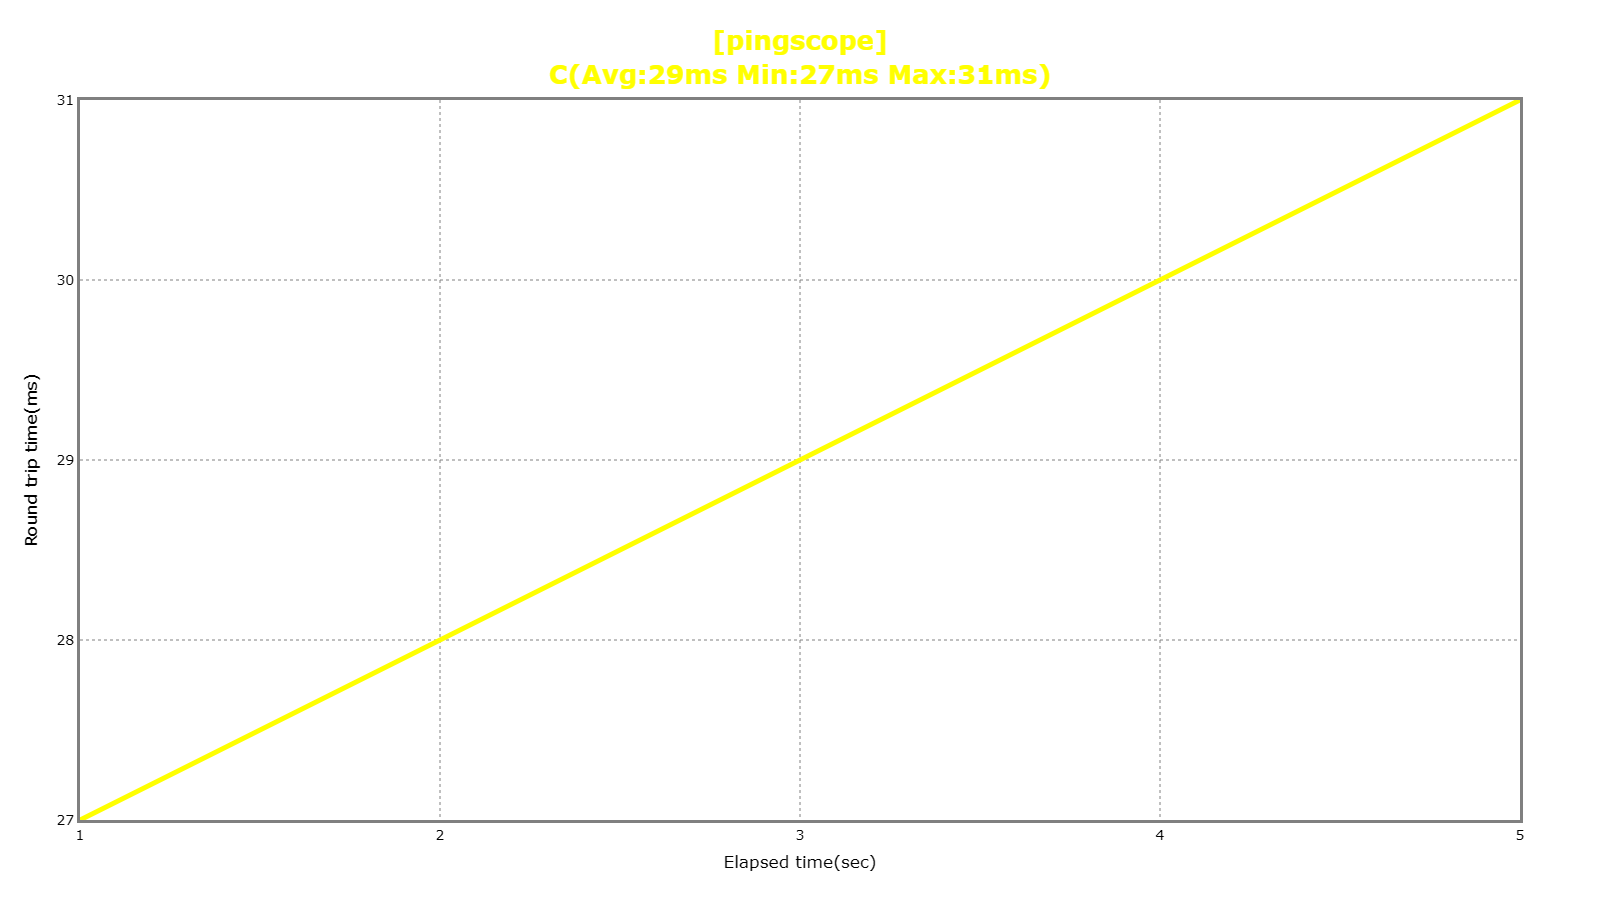 [pingscope]
C(Avg:29ms Min:27ms Max:31ms)
31
30
29
28
27
Round trip time(ms)
1 2 3 4 5
Elapsed time(sec)